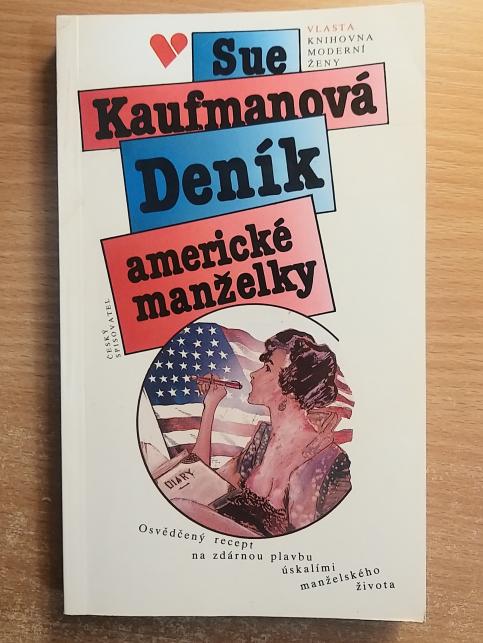 VLASTA
KNIHOVNA
MODERNÍ
ŽENY
Sue
Kaufmanová
Deník
americké
manželky
ČESKÝ
SPISOVATEL
DIARY
Osvědčený recept
na zdárnou plavbu
úskalími
manželského
života